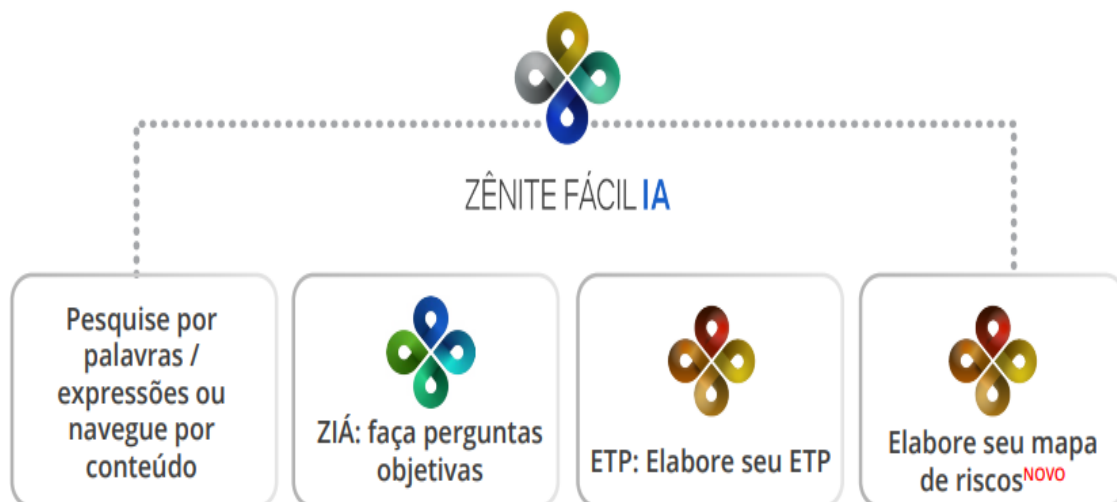 ZÊNITE FÁCIL IA
Pesquise por
palavras /
expressões ou
navegue por
conteúdo
ZIÁ: faça perguntas
objetivas
ETP: Elabore seu ETP
Elabore seu mapa
de riscosNOVO